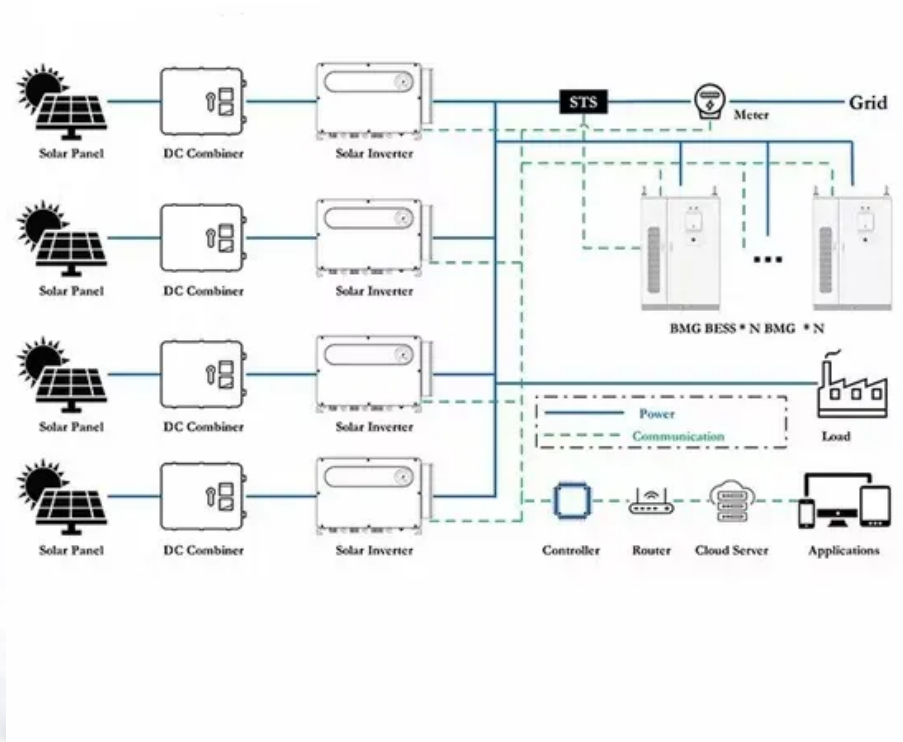 STS
Grid
Meter
Solar Panel DC Combiner Solar Inverter
Solar Panel DC Combiner Solar Inverter
BMG BESS * N BMG * N
Power
Solar Panel DC Combiner Solar Inverter
Communication
Load
Solar Panel DC Combiner Solar Inverter
Controller Router Cloud Server Applications